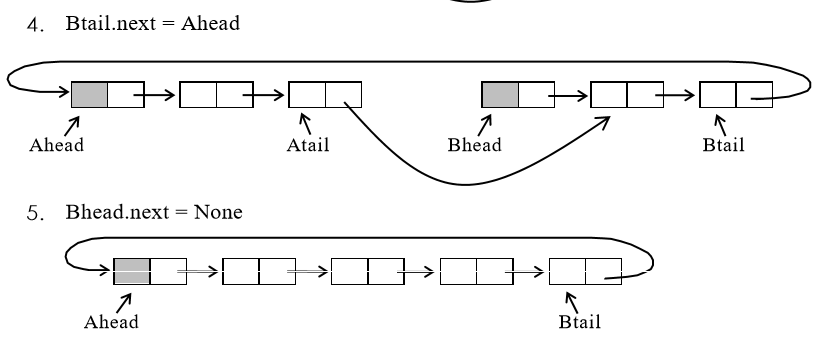 4. Btail.next = Ahead
Ahead Atail Bhead Btail
5. Bhead.next = None
Ahead Btail